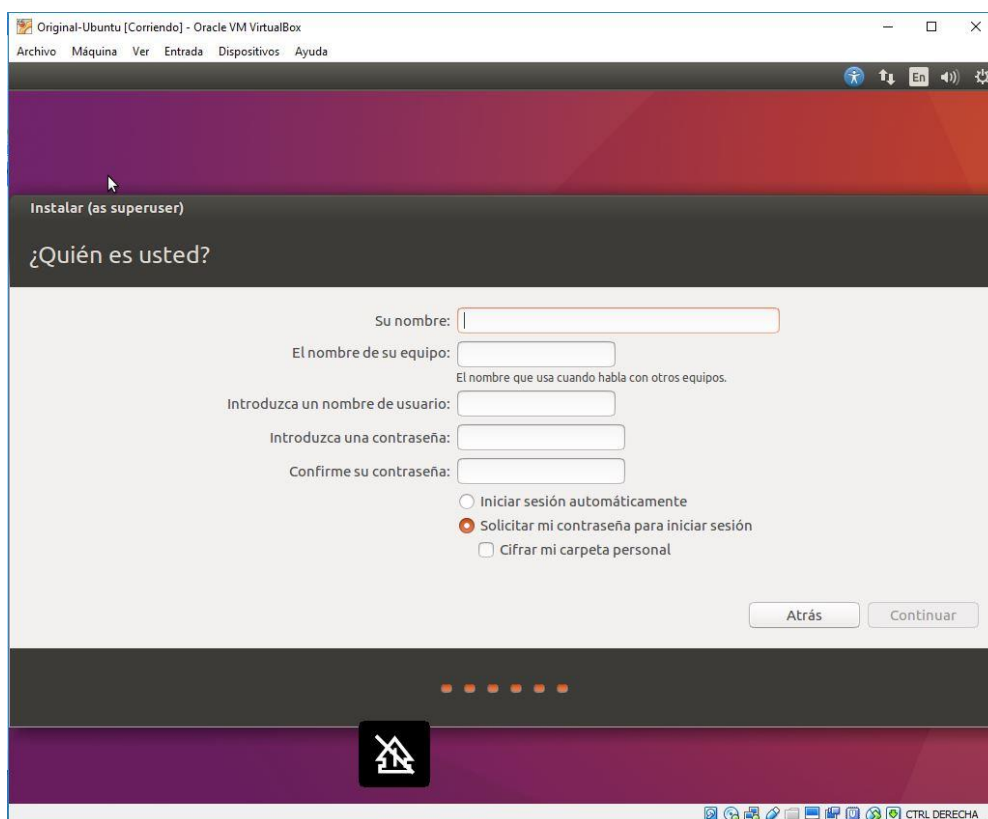 Original-Ubuntu [Corriendo] - Oracle VM VirtualBox
Archivo Máquina Ver Entrada Dispositivos Ayuda
En
Instalar (as superuser)
¿Quién es usted?
Su nombre:
El nombre de su equipo:
El nombre que usa cuando habla con otros equipos.
Introduzca un nombre de usuario:
Introduzca una contraseña:
Confirme su contraseña:
Iniciar sesión automáticamente
Solicitar mi contraseña para iniciar sesión
Cifrar mi carpeta personal
Atrás Continuar
CTRL DERECHA